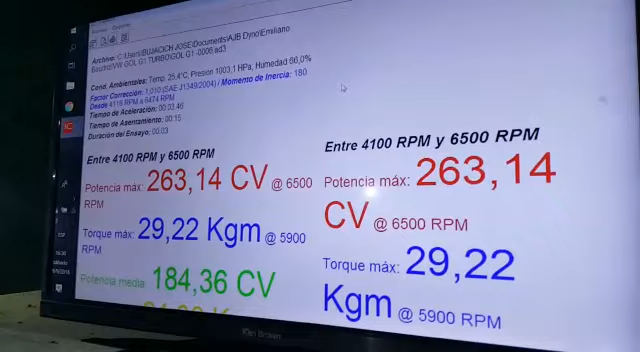 Archivo: C:\Users\BUJACICH JOSE\Documents\AJB Dyno\Emiliano
VW GOL G1 TURBO\GOL G1 -0006.ad3
Cond. Ambientales: Temp. 25,4°C, Presion 1003,1 HPa, Humedad 66,0%
Factor Corrección: 1,010 (SAE J1349/2004) / Momento de Inercia: 180
Desde 4116 RPM a 6474 RPM
Tiempo de Aceleración: 00:03.46
Tiempo de Asentamiento: 00:15
Duración del Ensayo: 00:03
Entre 4100 RPM y 6500 RPM
Potencia máx: 263,14 CV @ 6500
RPM
Torque máx: 29,22 Kgm @ 5900
RPM
Potencia media: 184,36 CV
Entre 4100 RPM y 6500 RPM
Potencia máx: 263,14
CV @ 6500 RPM
Torque máx: 29,22
Kgm @ 5900 RPM
Ken Brown